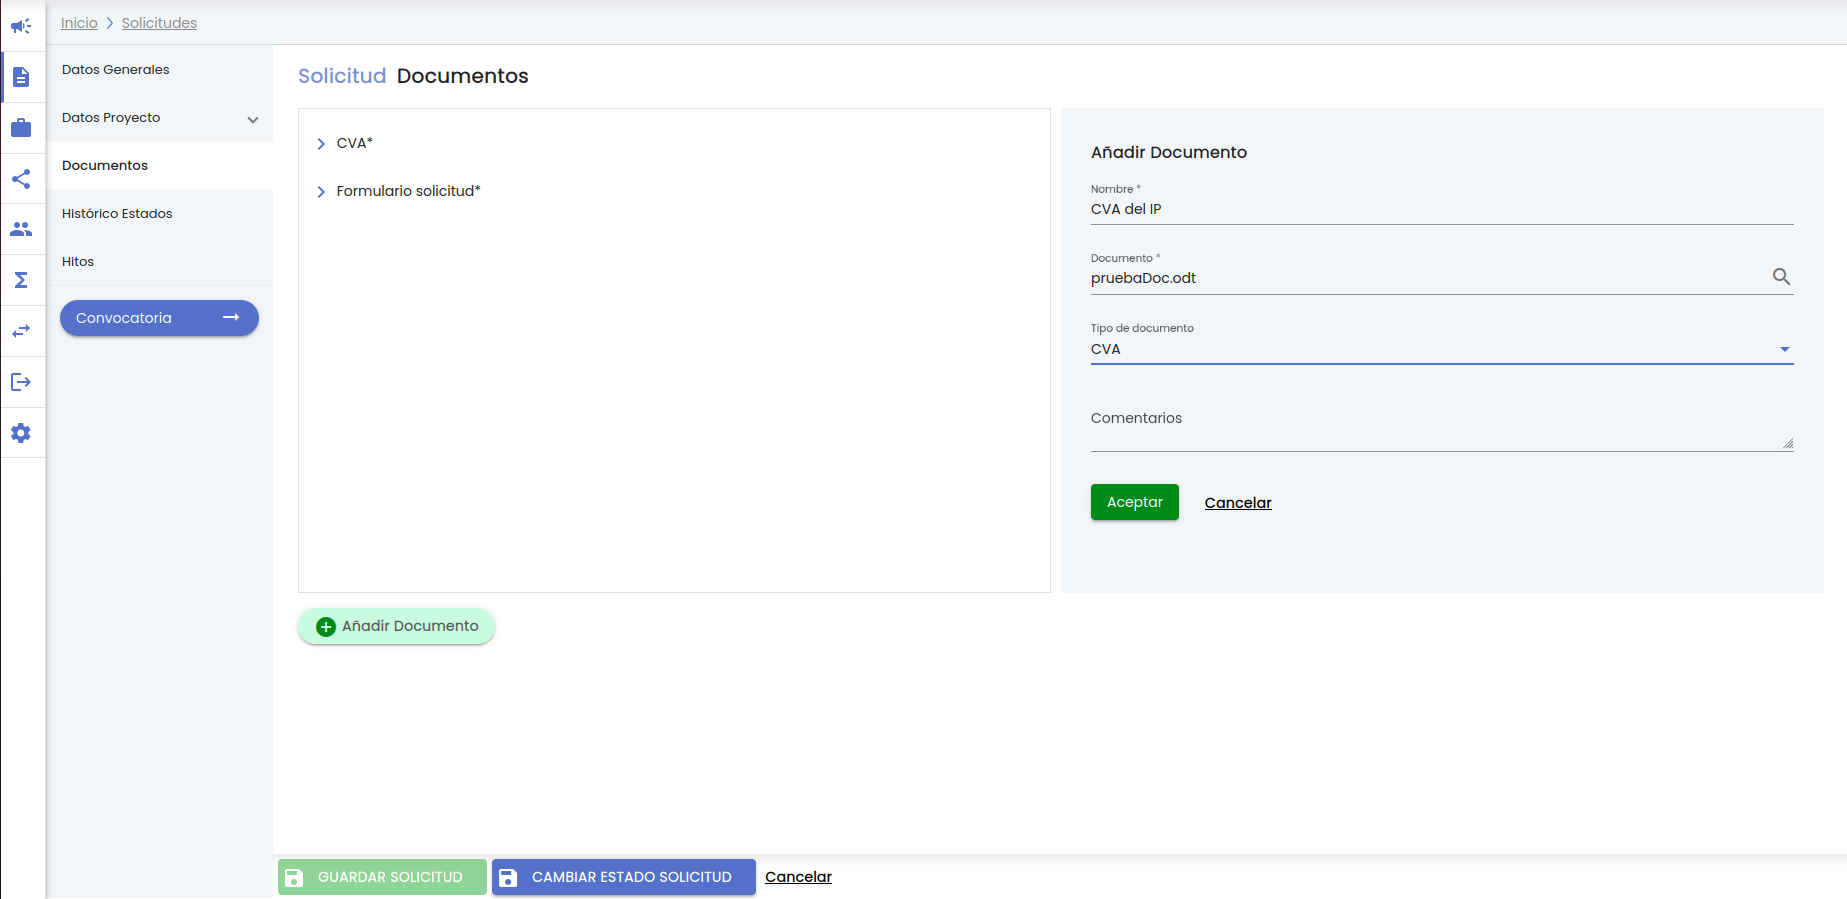 Inicio > Solicitudes
Datos Generales
Datos Proyecto
Documentos
Histórico Estados
Hitos
Convocatoria
Solicitud Documentos
CVA*
Formulario solicitud*
Añadir Documento
Nombre *
CVA del IP
Documento *
pruebaDoc.odt
Tipo de documento
CVA
Comentarios
Aceptar
Cancelar
Añadir Documento
GUARDAR SOLICITUD
CAMBIAR ESTADO SOLICITUD
Cancelar